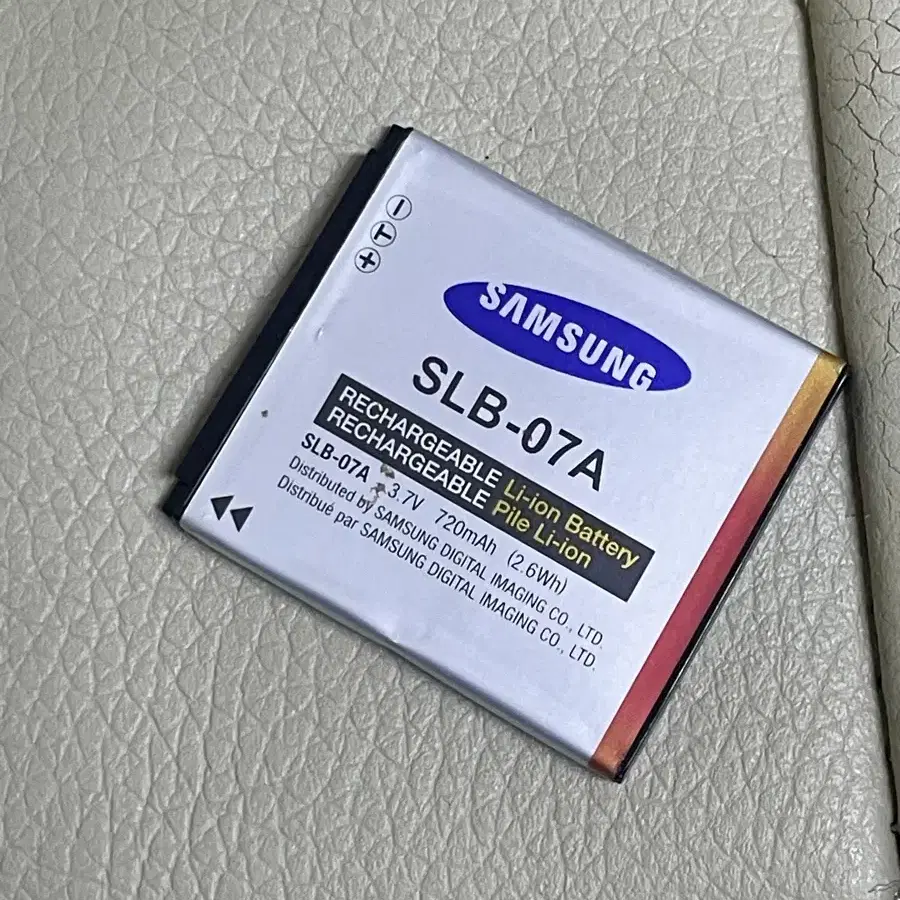 − T +
SAMSUNG
SLB-07A
RECHARGEABLE Li-ion Battery
RECHARGEABLE Pile Li-ion
SLB-07A 3.7V 720mAh (2.6Wh)
Distributed by SAMSUNG DIGITAL IMAGING CO., LTD.
Distribué par SAMSUNG DIGITAL IMAGING CO., LTD.